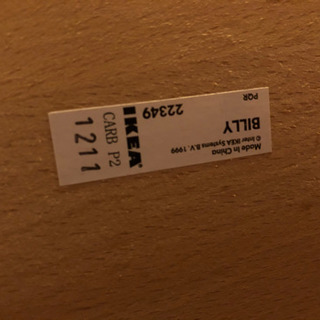 Made in China
© Inter IKEA Systems B.V. 1999
BILLY
PQR
22349
IKEA
CARB P2
1211